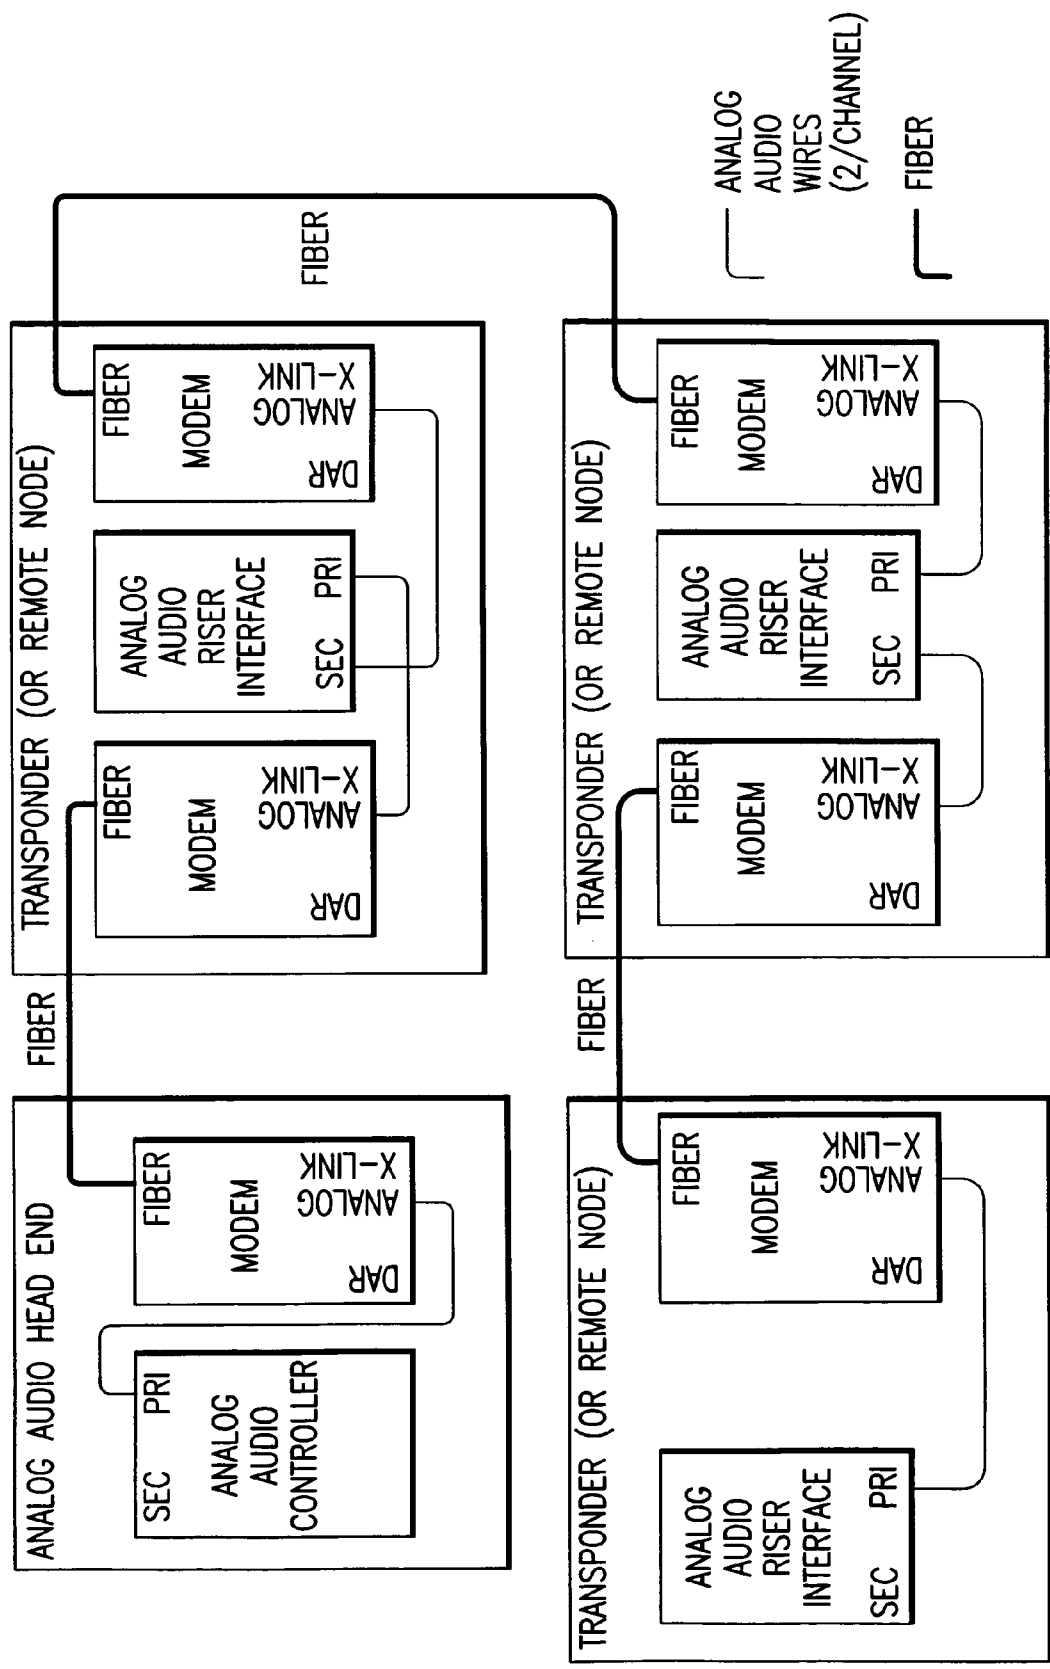 ANALOG AUDIO HEAD END
SEC PRI
ANALOG
AUDIO
CONTROLLER
FIBER
MODEM
X-LINK
ANALOG
DAR
FIBER
TRANSPONDER (OR REMOTE NODE)
FIBER
MODEM
X-LINK
ANALOG
DAR
ANALOG
AUDIO
RISER
INTERFACE
SEC PRI
FIBER
MODEM
X-LINK
ANALOG
DAR
FIBER
TRANSPONDER (OR REMOTE NODE)
ANALOG
AUDIO
RISER
INTERFACE
SEC PRI
FIBER
MODEM
X-LINK
ANALOG
DAR
FIBER
TRANSPONDER (OR REMOTE NODE)
FIBER
MODEM
X-LINK
ANALOG
DAR
ANALOG
AUDIO
RISER
INTERFACE
SEC PRI
FIBER
MODEM
X-LINK
ANALOG
DAR
ANALOG
AUDIO
WIRES
(2/CHANNEL)
FIBER